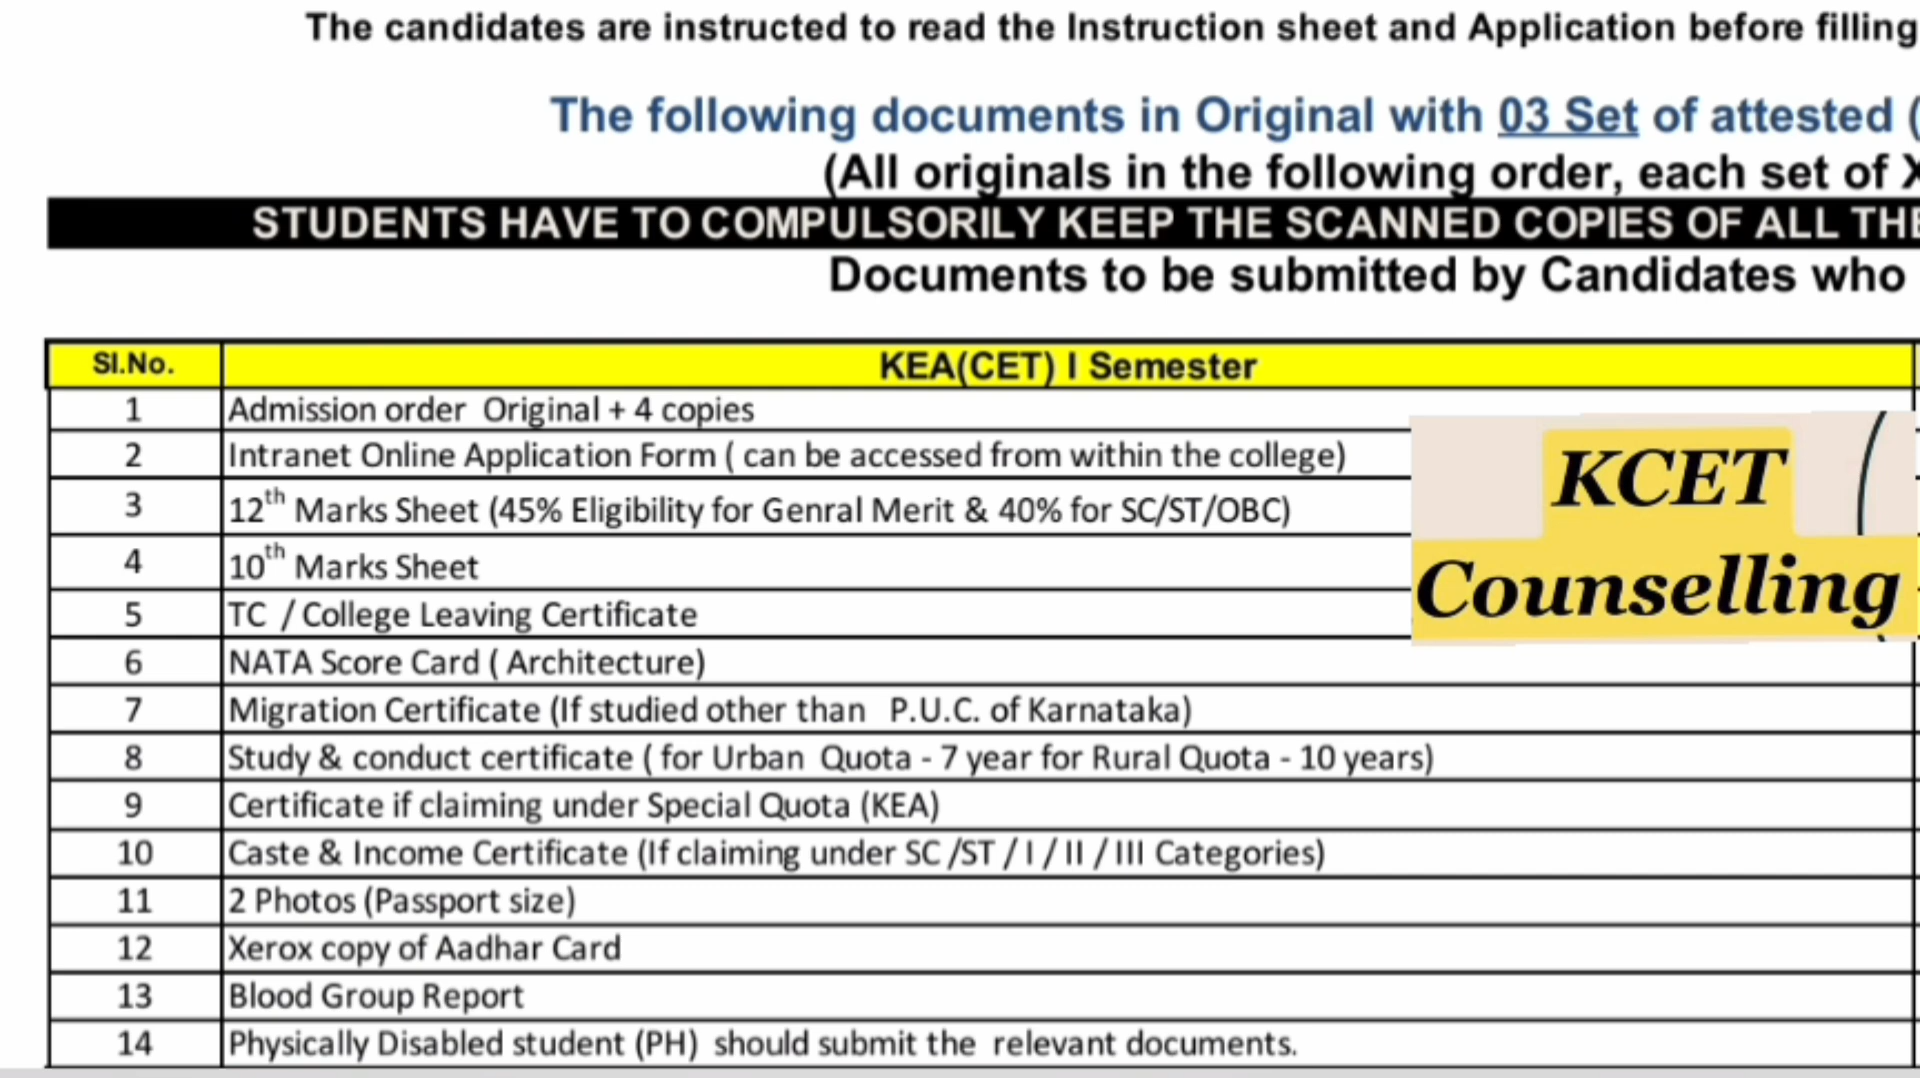 The candidates are instructed to read the Instruction sheet and Application before filling
The following documents in Original with 03 Set of attested (
(All originals in the following order, each set of X
STUDENTS HAVE TO COMPULSORILY KEEP THE SCANNED COPIES OF ALL THE
Documents to be submitted by Candidates who
Sl.No. KEA(CET) I Semester
1 Admission order Original + 4 copies
2 Intranet Online Application Form ( can be accessed from within the college)
3 12th Marks Sheet (45% Eligibility for Genral Merit & 40% for SC/ST/OBC)
4 10th Marks Sheet
5 TC / College Leaving Certificate
6 NATA Score Card ( Architecture)
7 Migration Certificate (If studied other than P.U.C. of Karnataka)
8 Study & conduct certificate ( for Urban Quota - 7 year for Rural Quota - 10 years)
9 Certificate if claiming under Special Quota (KEA)
10 Caste & Income Certificate (If claiming under SC /ST / I / II / III Categories)
11 2 Photos (Passport size)
12 Xerox copy of Aadhar Card
13 Blood Group Report
14 Physically Disabled student (PH) should submit the relevant documents.
KCET
Counselling